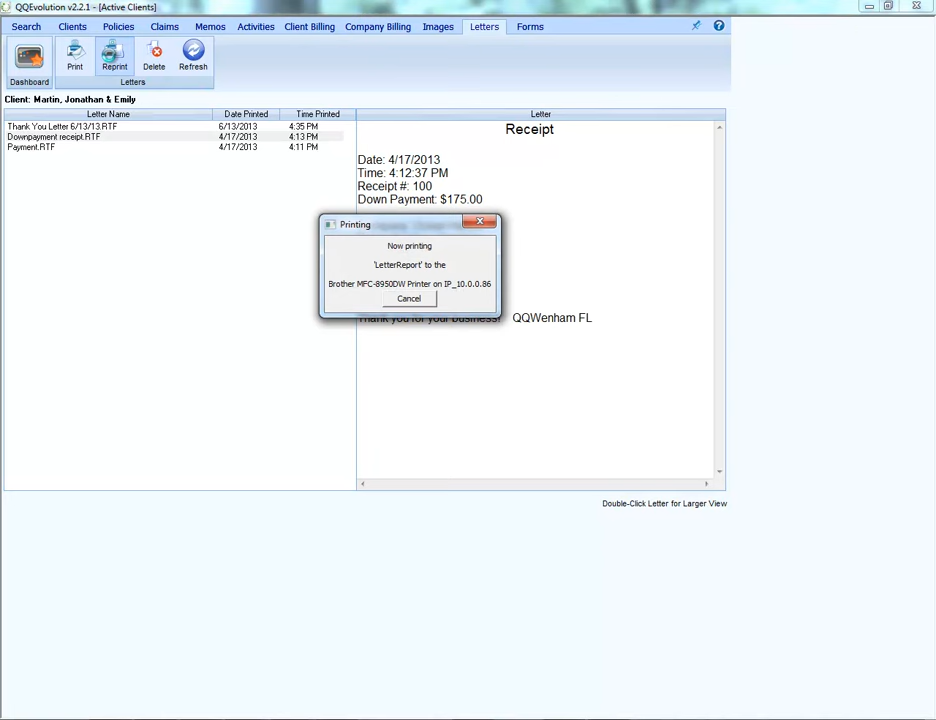 QQEvolution v2.2.1 - [Active Clients]
Search Clients Policies Claims Memos Activities Client Billing Company Billing Images Letters Forms
Print Reprint Delete Refresh
Dashboard Letters
Client: Martin, Jonathan & Emily
Letter Name Date Printed Time Printed Letter
Thank You Letter 6/13/13.RTF 6/13/2013 4:35 PM
Downpayment receipt.RTF 4/17/2013 4:13 PM
Payment.RTF 4/17/2013 4:11 PM
Receipt
Date: 4/17/2013
Time: 4:12:37 PM
Receipt #: 100
Down Payment: $175.00
Printing
Now printing
'LetterReport' to the
Brother MFC-8950DW Printer on IP_10.0.0.86
Cancel
Thank you for your business! QQWenham FL
Double-Click Letter for Larger View